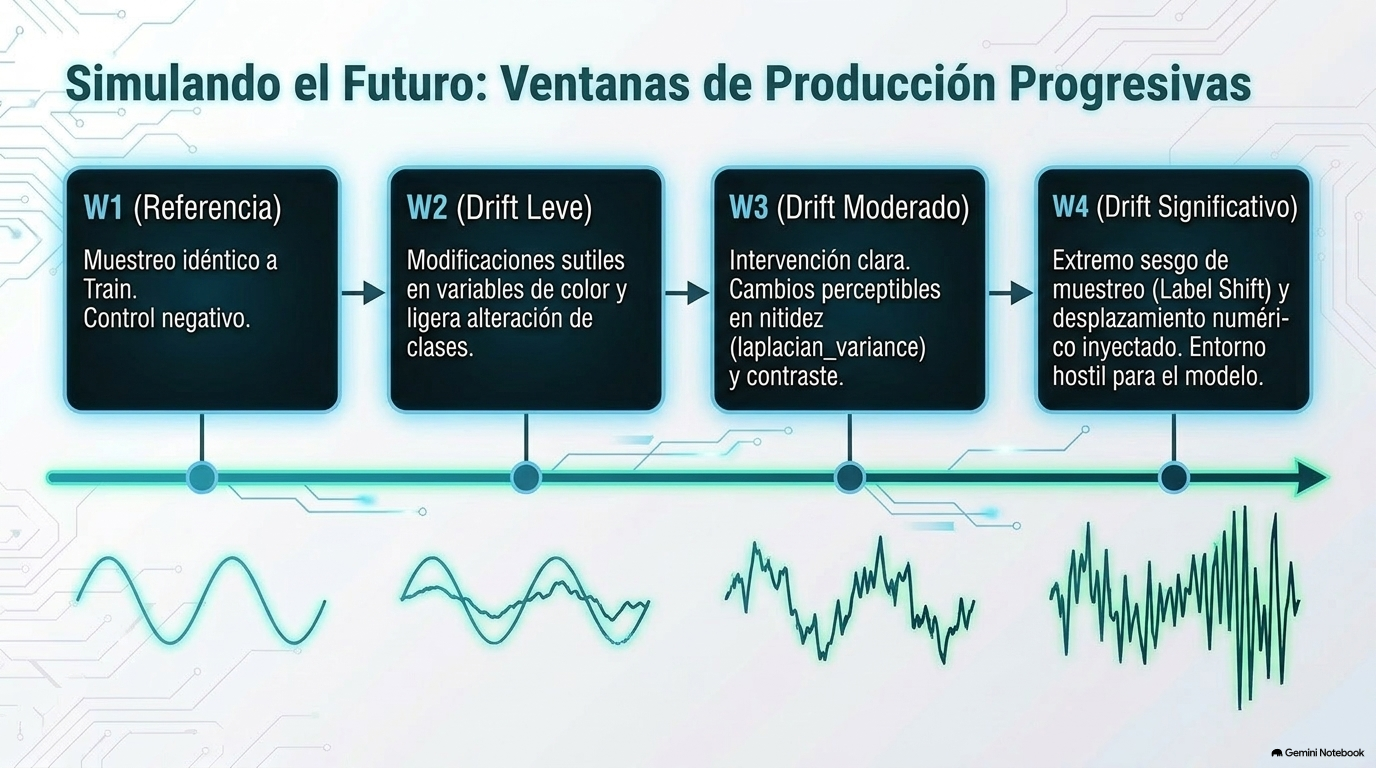 Simulando el Futuro: Ventanas de Producción Progresivas
W1 (Referencia)
Muestreo idéntico a
Train.
Control negativo.
W2 (Drift Leve)
Modificaciones sutiles
en variables de color y
ligera alteración de
clases.
W3 (Drift Moderado)
Intervención clara.
Cambios perceptibles
en nitidez
(laplacian_variance)
y contraste.
W4 (Drift Significativo)
Extremo sesgo de
muestreo (Label Shift) y
desplazamiento numéri-
co inyectado. Entorno
hostil para el modelo.
Gemini Notebook